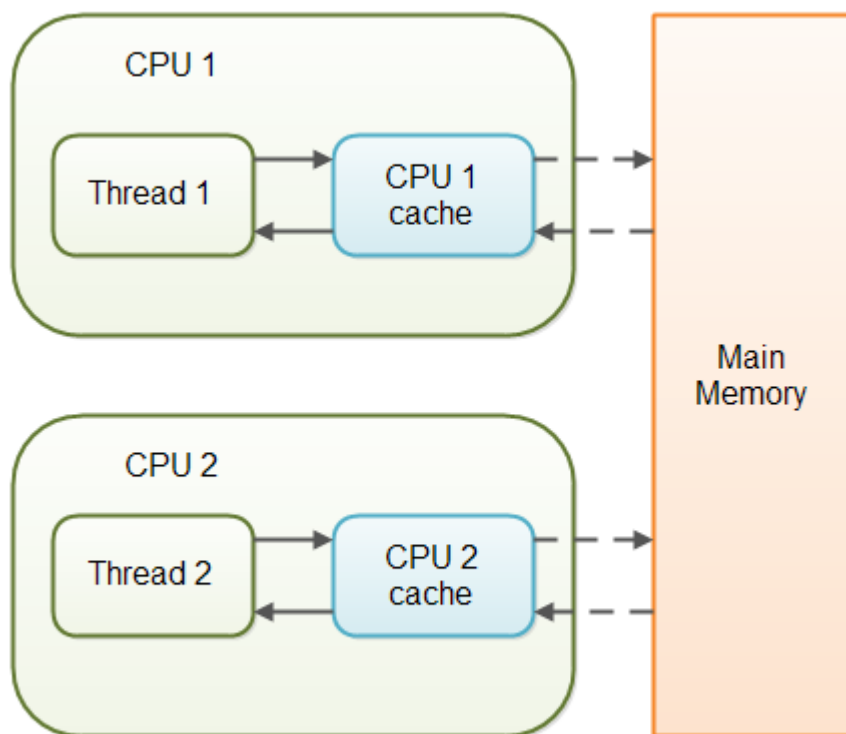 CPU 1
Thread 1
CPU 1
cache
Main
Memory
CPU 2
Thread 2
CPU 2
cache